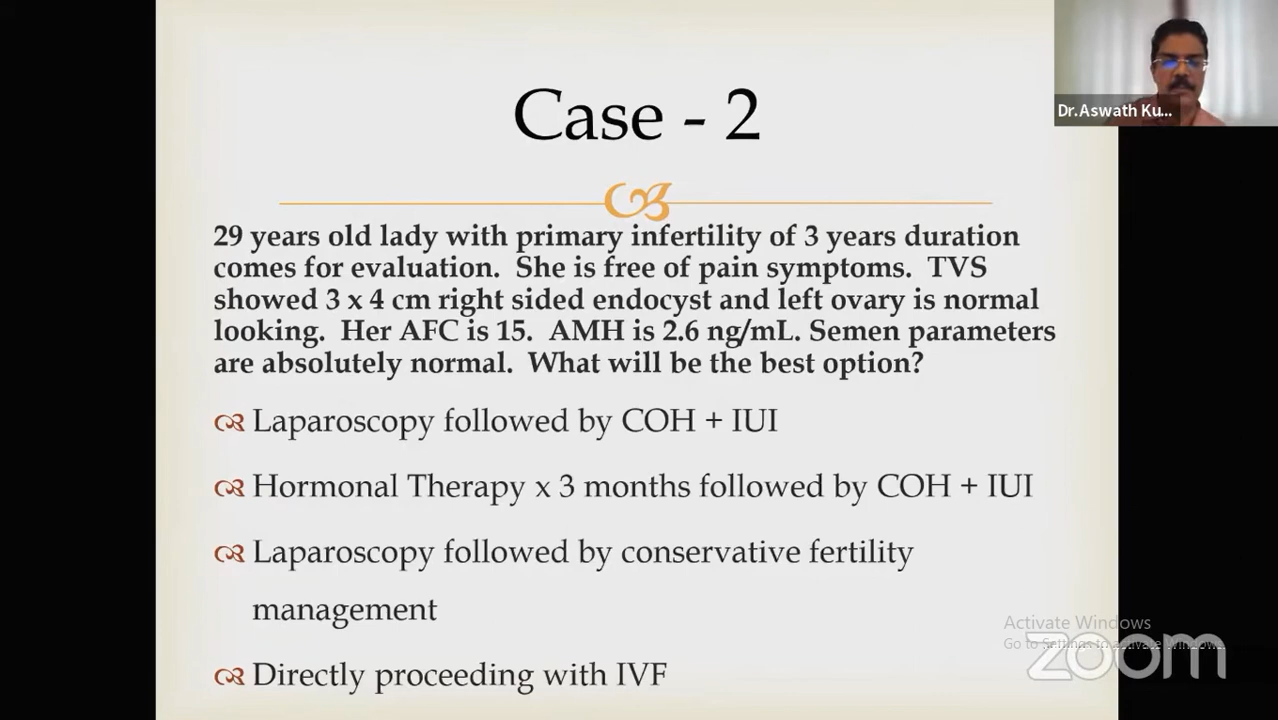 Dr.Aswath Ku...
Case - 2
29 years old lady with primary infertility of 3 years duration
comes for evaluation. She is free of pain symptoms. TVS
showed 3 x 4 cm right sided endocyst and left ovary is normal
looking. Her AFC is 15. AMH is 2.6 ng/mL. Semen parameters
are absolutely normal. What will be the best option?
Laparoscopy followed by COH + IUI
Hormonal Therapy x 3 months followed by COH + IUI
Laparoscopy followed by conservative fertility
management
Directly proceeding with IVF
Activate Windows
Go to Settings to activate Windows.
zoom